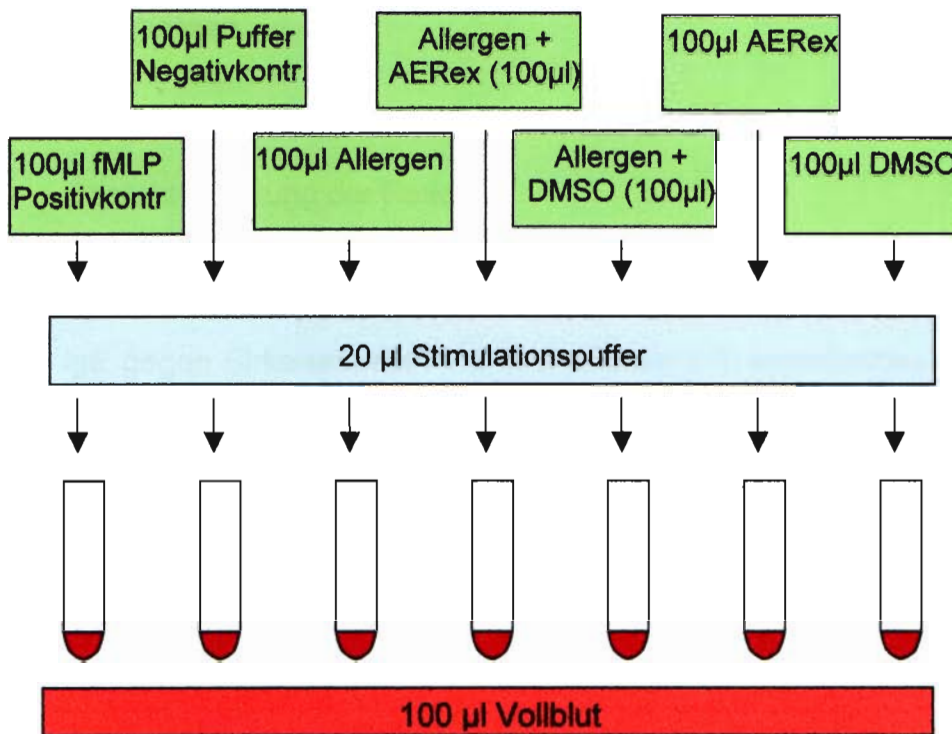 100µl Puffer
Negativkontr.
Allergen +
AERex (100µl)
100µl AERex
100µl fMLP
Positivkontr
100µl Allergen
Allergen +
DMSO (100µl)
100µl DMSO
20 µl Stimulationspuffer
100 µl Vollblut